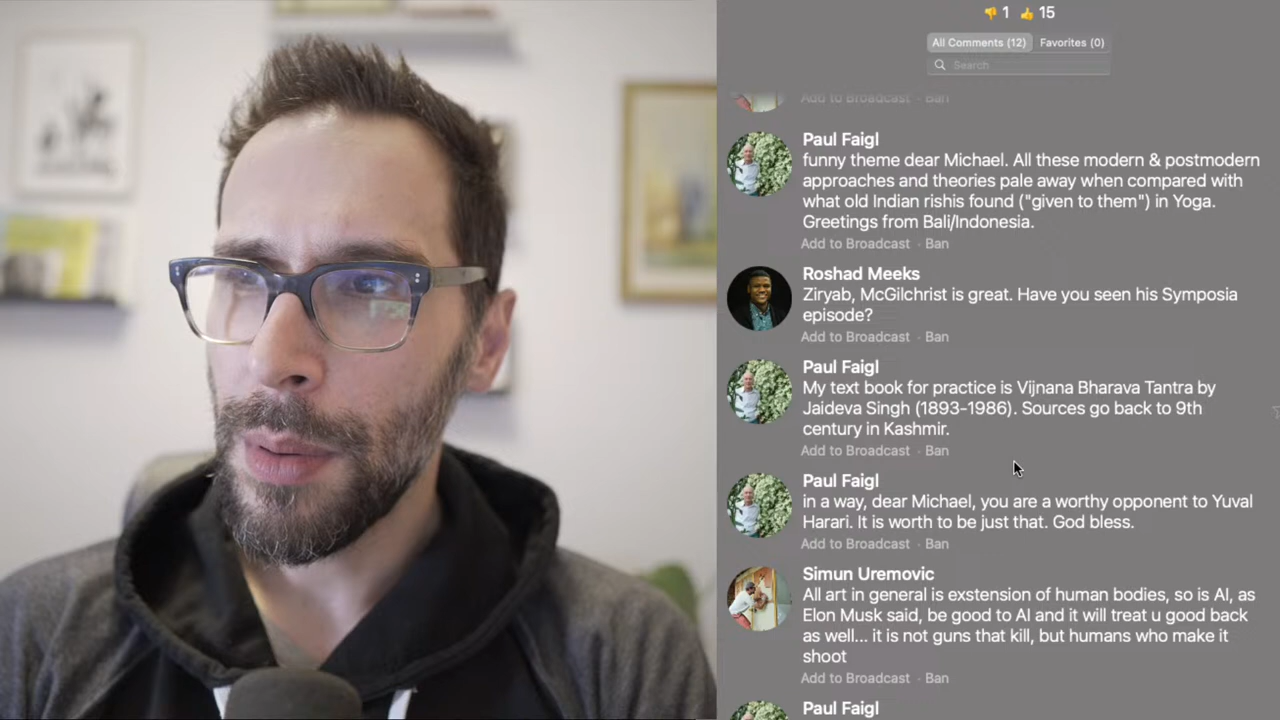 👎 1 👍 15
All Comments (12) Favorites (0)
Search
Add to Broadcast · Ban
Paul Faigl
funny theme dear Michael. All these modern & postmodern
approaches and theories pale away when compared with
what old Indian rishis found ("given to them") in Yoga.
Greetings from Bali/Indonesia.
Add to Broadcast · Ban
Roshad Meeks
Ziryab, McGilchrist is great. Have you seen his Symposia
episode?
Add to Broadcast · Ban
Paul Faigl
My text book for practice is Vijnana Bharava Tantra by
Jaideva Singh (1893-1986). Sources go back to 9th
century in Kashmir.
Add to Broadcast · Ban
Paul Faigl
in a way, dear Michael, you are a worthy opponent to Yuval
Harari. It is worth to be just that. God bless.
Add to Broadcast · Ban
Simun Uremovic
All art in general is exstension of human bodies, so is AI, as
Elon Musk said, be good to AI and it will treat u good back
as well... it is not guns that kill, but humans who make it
shoot
Add to Broadcast · Ban
Paul Faigl